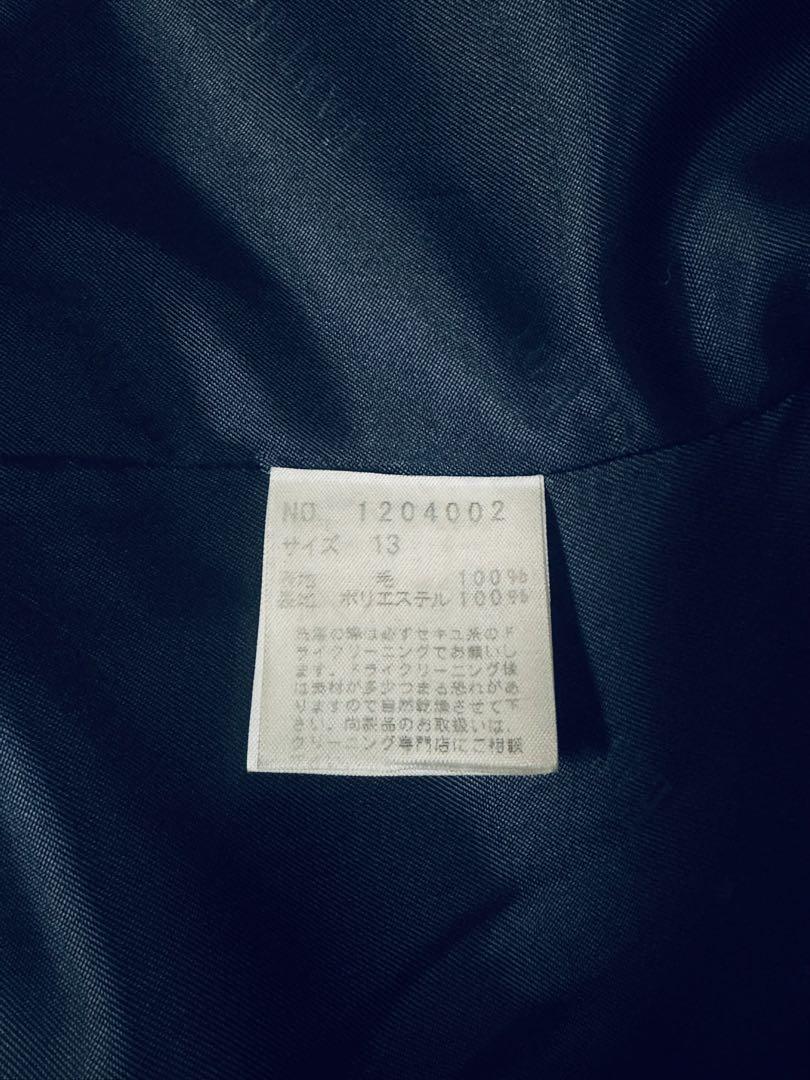 NO. 1204002
サイズ 13
表地 毛 100%
裏地 ポリエステル 100%
洗濯の際は必ずセキユ系のド
ライクリーニングでお願いし
ます。ドライクリーニング後
は素材が多少つまる恐れがあ
りますので自然乾燥させて下
さい。尚製品のお取扱いは、
クリーニング専門店にご相談